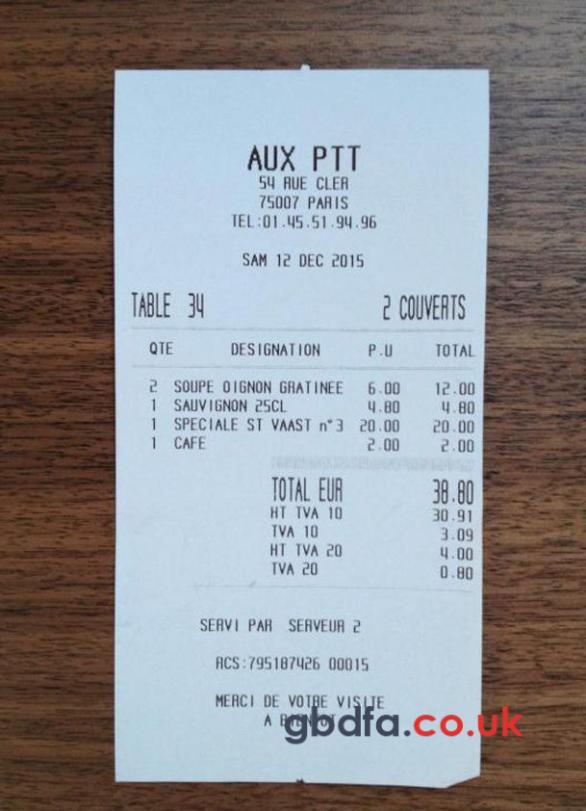 AUX PTT
54 RUE CLER
75007 PARIS
TEL:01.45.51.94.96
SAM 12 DEC 2015
TABLE 34 2 COUVERTS
QTE DESIGNATION P.U TOTAL
2 SOUPE OIGNON GRATINEE 6.00 12.00
1 SAUVIGNON 25CL 4.80 4.80
1 SPECIALE ST VAAST n°3 20.00 20.00
1 CAFE 2.00 2.00
TOTAL EUR 38.80
HT TVA 10 30.91
TVA 10 3.09
HT TVA 20 4.00
TVA 20 0.80
SERVI PAR SERVEUR 2
RCS:795187426 00015
MERCI DE VOTRE VISITE
A
gbdfa.co.uk